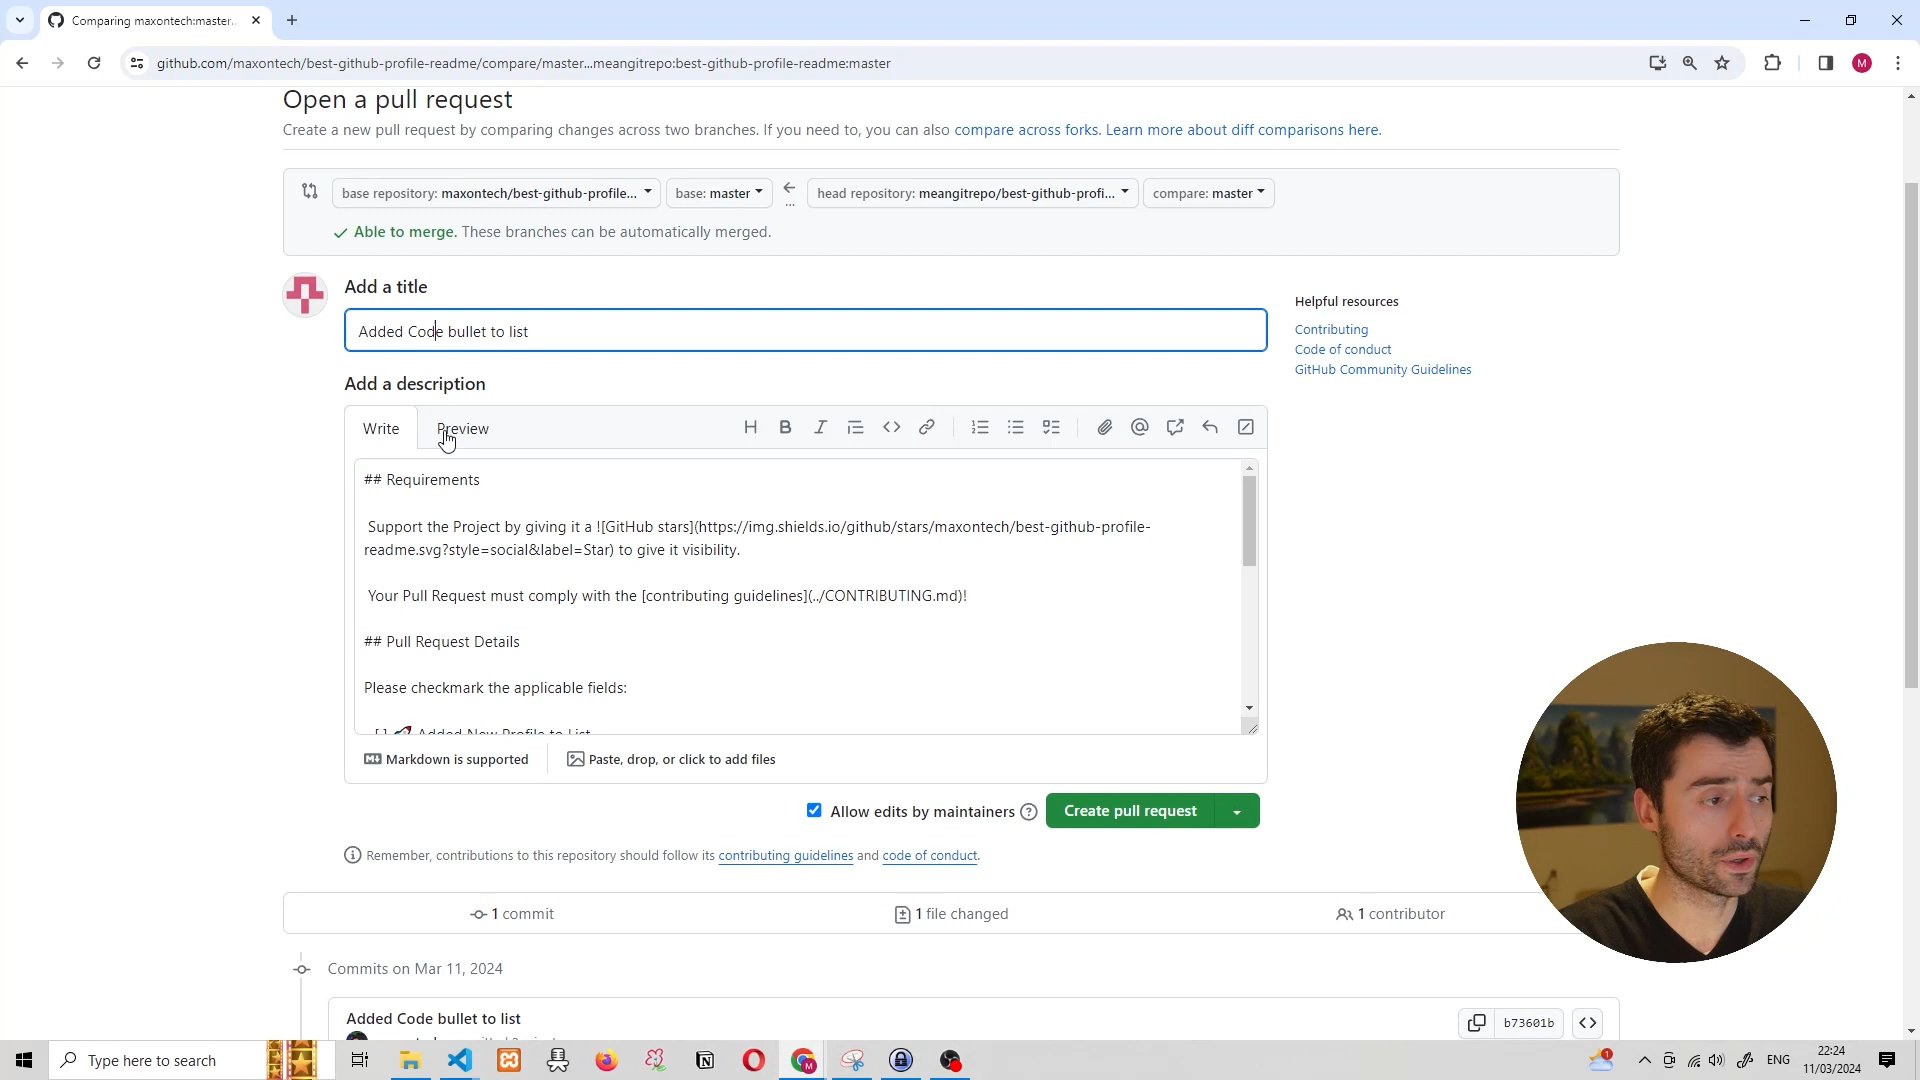 Comparing maxontech:master.
github.com/maxontech/best-github-profile-readme/compare/master...meangitrepo:best-github-profile-readme:master
M
Open a pull request
Create a new pull request by comparing changes across two branches. If you need to, you can also compare across forks. Learn more about diff comparisons here.
base repository: maxontech/best-github-profile...
base: master
...
head repository: meangitrepo/best-github-profi...
compare: master
Able to merge. These branches can be automatically merged.
Add a title
Added Code bullet to list
Helpful resources
Contributing
Code of conduct
GitHub Community Guidelines
Add a description
Write
Preview
## Requirements
Support the Project by giving it a ![GitHub stars](https://img.shields.io/github/stars/maxontech/best-github-profile-
readme.svg?style=social&label=Star) to give it visibility.
Your Pull Request must comply with the [contributing guidelines](../CONTRIBUTING.md)!
## Pull Request Details
Please checkmark the applicable fields:
[ ] 🚀 Added New Profile to List
Markdown is supported
Paste, drop, or click to add files
Allow edits by maintainers
Create pull request
Remember, contributions to this repository should follow its contributing guidelines and code of conduct.
1 commit
1 file changed
1 contributor
Commits on Mar 11, 2024
Added Code bullet to list
b73601b
Type here to search
ENG
22:24
11/03/2024